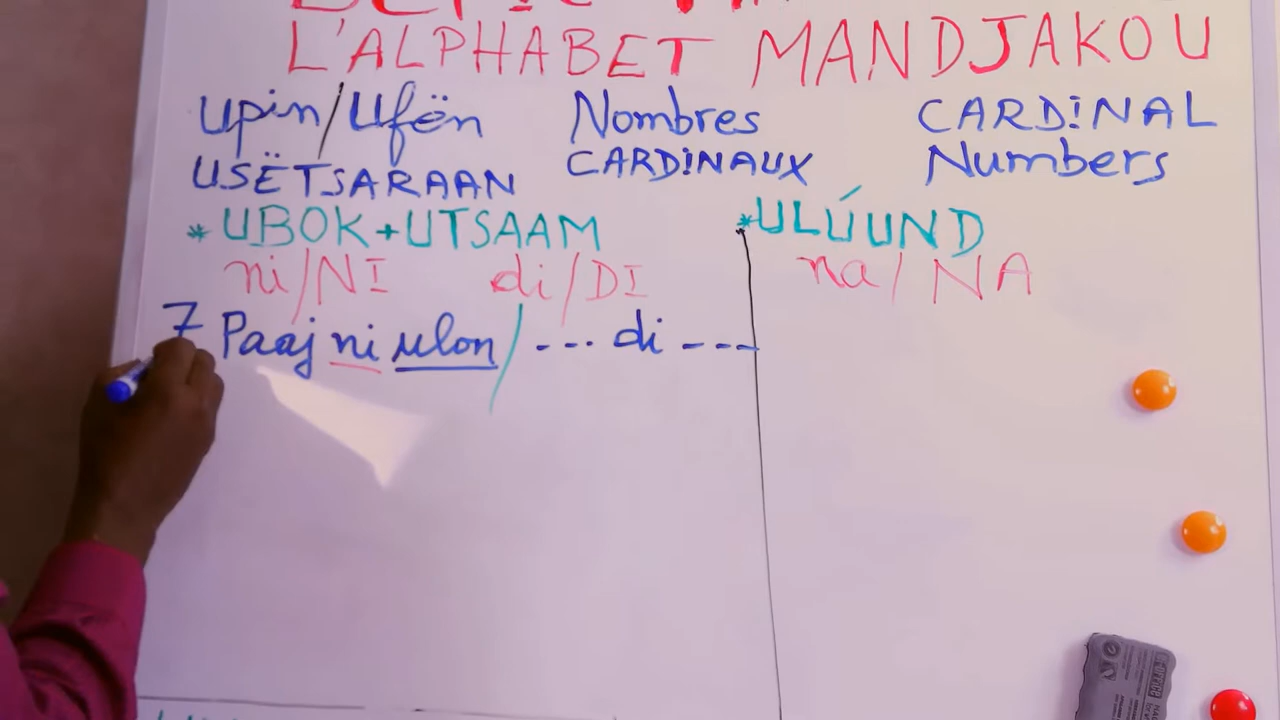 L'ALPHABET MANDJAKOU
Upin/Ufën Nombres CARDINAL
USËTSARAAN CARDINAUX Numbers
*UBOK+UTSAAM *ULÚUND
ni/NI di/DI na/NA
7 Paaj ni ulon/--- di ---